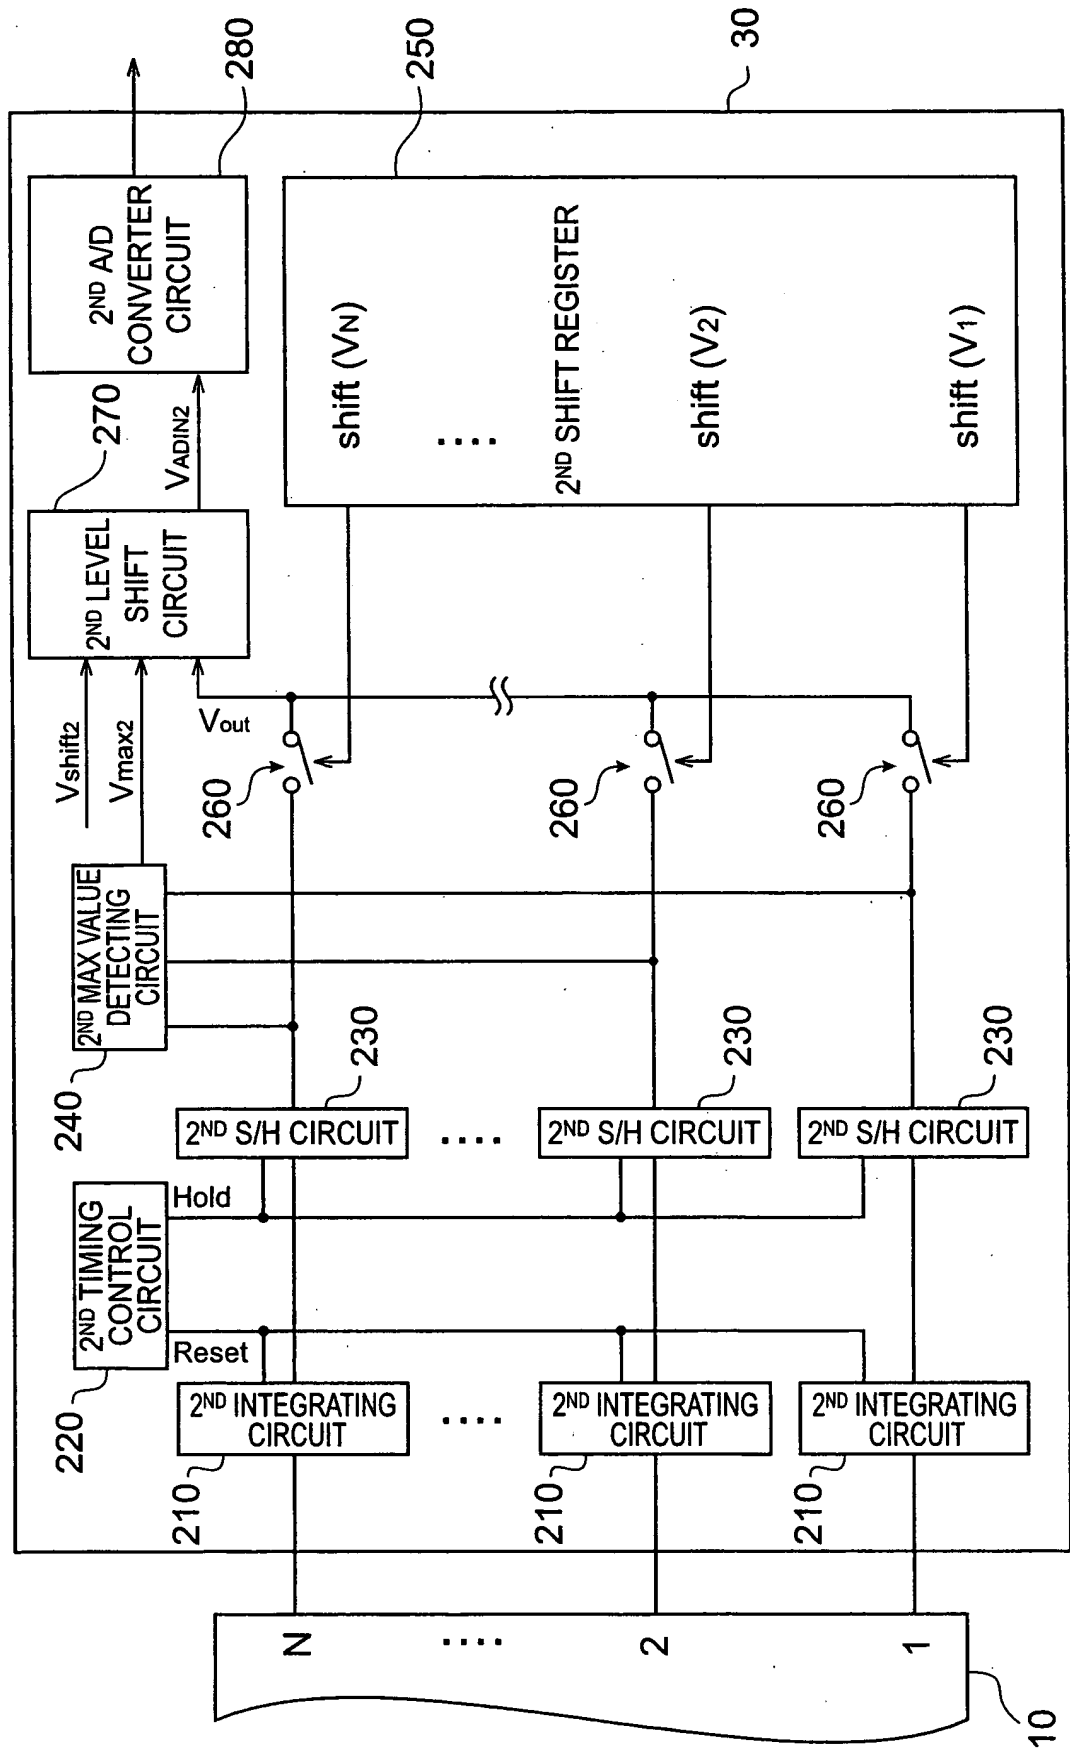 280
250
30
2ND A/D
CONVERTER
CIRCUIT
2ND SHIFT REGISTER
shift (VN)
....
shift (V2)
shift (V1)
270
VADIN2
2ND LEVEL
SHIFT
CIRCUIT
Vshift2
Vmax2
Vout
260
260
260
2ND MAX VALUE
DETECTING
CIRCUIT
240
230
230
230
2ND S/H CIRCUIT
....
2ND S/H CIRCUIT
2ND S/H CIRCUIT
2ND TIMING
CONTROL
CIRCUIT
Hold
Reset
220
2ND INTEGRATING
CIRCUIT
....
2ND INTEGRATING
CIRCUIT
2ND INTEGRATING
CIRCUIT
210
210
210
N
....
2
1
10